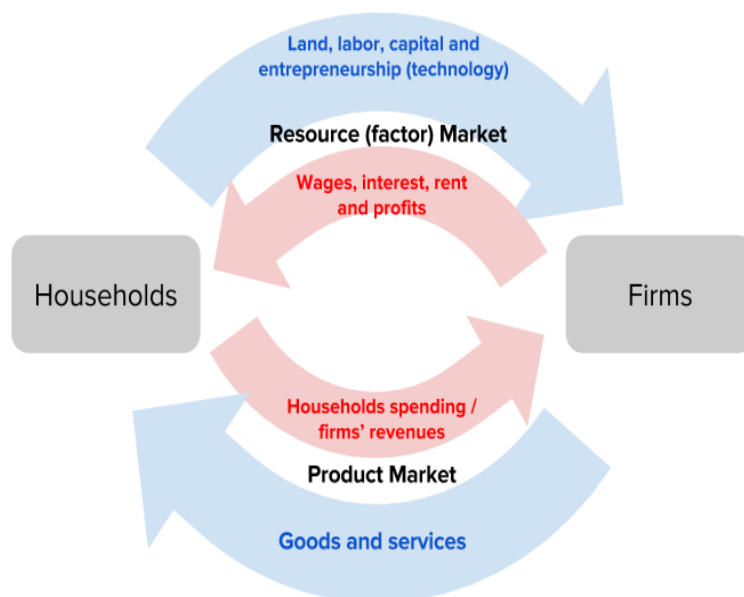 Land, labor, capital and
entrepreneurship (technology)
Resource (factor) Market
Wages, interest, rent
and profits
Households
Firms
Households spending /
firms’ revenues
Product Market
Goods and services